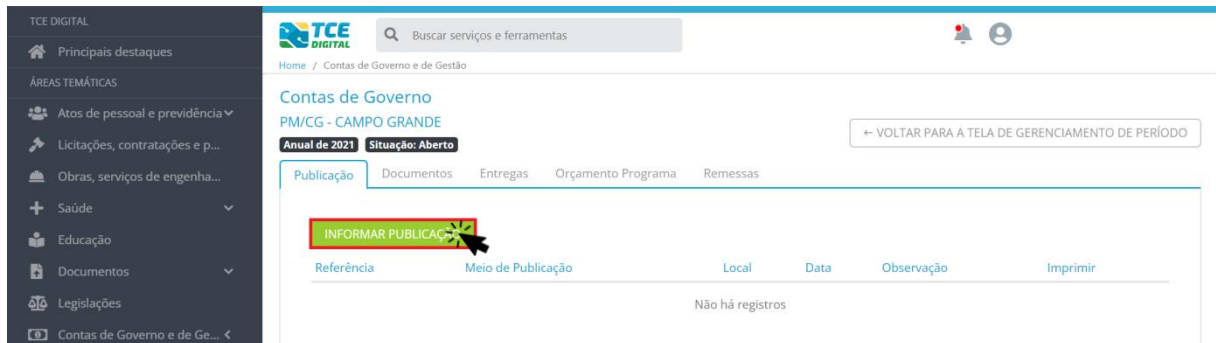 TCE DIGITAL
Principais destaques
ÁREAS TEMÁTICAS
Atos de pessoal e previdência
Licitações, contratações e p...
Obras, serviços de engenha...
Saúde
Educação
Documentos
Legislações
Contas de Governo e de Ge...
TCE DIGITAL
Buscar serviços e ferramentas
Home / Contas de Governo e de Gestão
Contas de Governo
PM/CG - CAMPO GRANDE
Anual de 2021 Situação: Aberto
← VOLTAR PARA A TELA DE GERENCIAMENTO DE PERÍODO
Publicação Documentos Entregas Orçamento Programa Remessas
INFORMAR PUBLICAÇÃO
Referência Meio de Publicação Local Data Observação Imprimir
Não há registros